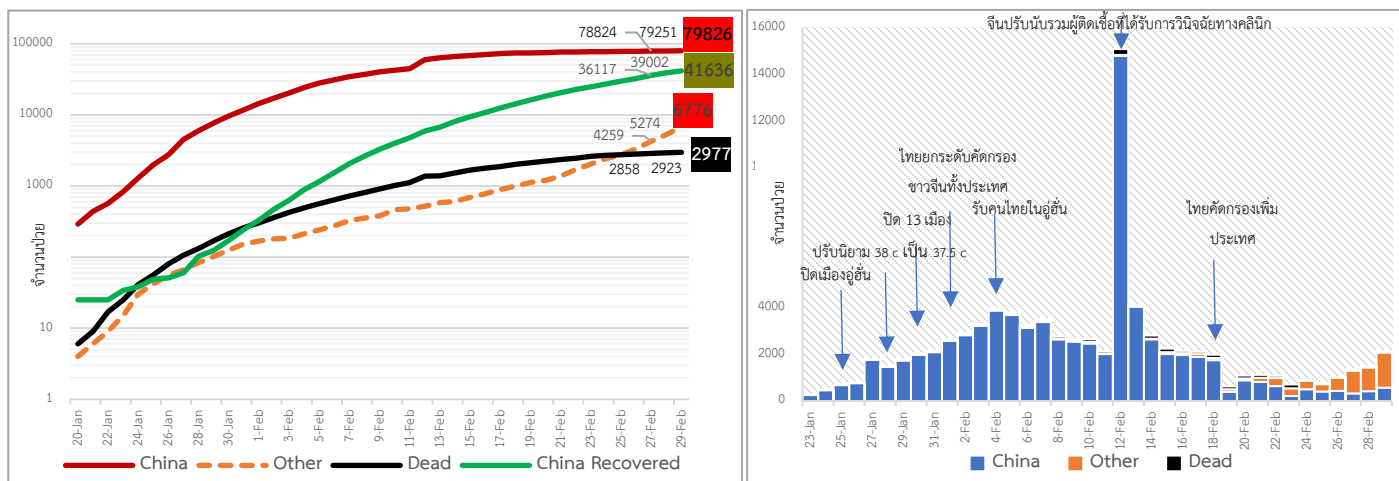 100000
10000
1000
100
10
1
จำนวนป่วย
78824
79251
79826
36117
39002
41636
4259
5274
6776
2858
2923
2977
20-Jan
22-Jan
24-Jan
26-Jan
28-Jan
30-Jan
1-Feb
3-Feb
5-Feb
7-Feb
9-Feb
11-Feb
13-Feb
15-Feb
17-Feb
19-Feb
21-Feb
23-Feb
25-Feb
27-Feb
29-Feb
China
Other
Dead
China Recovered
จีนปรับนับรวมผู้ติดเชื้อที่ได้รับการวินิจฉัยทางคลินิก
16000
14000
12000
4000
2000
0
จำนวนป่วย
ไทยยกระดับคัดกรอง
ชาวจีนทั้งประเทศ
รับคนไทยในอู่ฮั่น
ปิด 13 เมือง
ปรับนิยาม 38 c เป็น 37.5 c
ปิดเมืองอู่ฮั่น
ไทยคัดกรองเพิ่ม
ประเทศ
23-Jan
25-Jan
27-Jan
29-Jan
31-Jan
2-Feb
4-Feb
6-Feb
8-Feb
10-Feb
12-Feb
14-Feb
16-Feb
18-Feb
20-Feb
22-Feb
24-Feb
26-Feb
28-Feb
China
Other
Dead